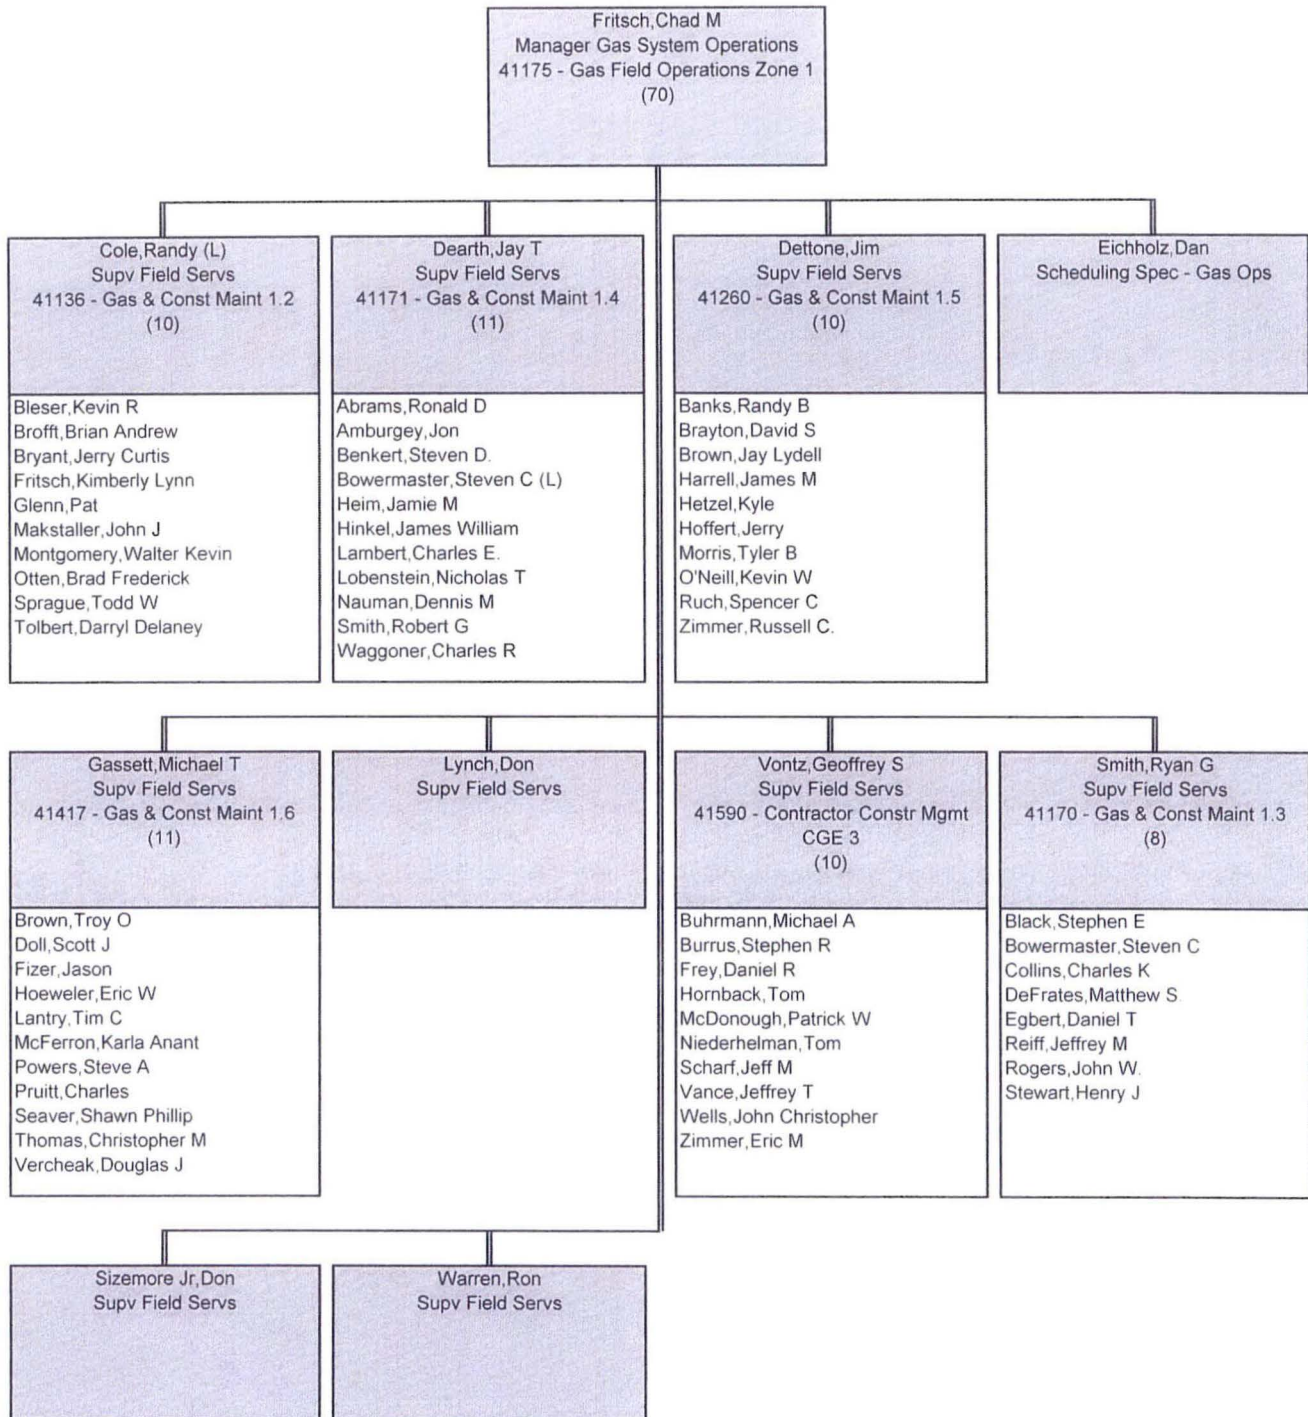 Fritsch,Chad M
Manager Gas System Operations
41175 - Gas Field Operations Zone 1
(70)
Cole,Randy (L)
Supv Field Servs
41136 - Gas & Const Maint 1.2
(10)
Bleser,Kevin R
Brofft,Brian Andrew
Bryant,Jerry Curtis
Fritsch,Kimberly Lynn
Glenn,Pat
Makstaller,John J
Montgomery,Walter Kevin
Otten,Brad Frederick
Sprague,Todd W
Tolbert,Darryl Delaney
Dearth,Jay T
Supv Field Servs
41171 - Gas & Const Maint 1.4
(11)
Abrams,Ronald D
Amburgey,Jon
Benkert,Steven D.
Bowermaster,Steven C (L)
Heim,Jamie M
Hinkel,James William
Lambert,Charles E.
Lobenstein,Nicholas T
Nauman,Dennis M
Smith,Robert G
Waggoner,Charles R
Dettone,Jim
Supv Field Servs
41260 - Gas & Const Maint 1.5
(10)
Banks,Randy B
Brayton,David S
Brown,Jay Lydell
Harrell,James M
Hetzel,Kyle
Hoffert,Jerry
Morris,Tyler B
O'Neill,Kevin W
Ruch,Spencer C
Zimmer,Russell C.
Eichholz,Dan
Scheduling Spec - Gas Ops
Gassett,Michael T
Supv Field Servs
41417 - Gas & Const Maint 1.6
(11)
Brown,Troy O
Doll,Scott J
Fizer,Jason
Hoeweler,Eric W
Lantry,Tim C
McFerron,Karla Anant
Powers,Steve A
Pruitt,Charles
Seaver,Shawn Phillip
Thomas,Christopher M
Vercheak,Douglas J
Lynch,Don
Supv Field Servs
Vontz,Geoffrey S
Supv Field Servs
41590 - Contractor Constr Mgmt
CGE 3
(10)
Buhrmann,Michael A
Burrus,Stephen R
Frey,Daniel R
Hornback,Tom
McDonough,Patrick W
Niederhelman,Tom
Scharf,Jeff M
Vance,Jeffrey T
Wells,John Christopher
Zimmer,Eric M
Smith,Ryan G
Supv Field Servs
41170 - Gas & Const Maint 1.3
(8)
Black,Stephen E
Bowermaster,Steven C
Collins,Charles K
DeFrates,Matthew S.
Egbert,Daniel T
Reiff,Jeffrey M
Rogers,John W.
Stewart,Henry J
Sizemore Jr,Don
Supv Field Servs
Warren,Ron
Supv Field Servs